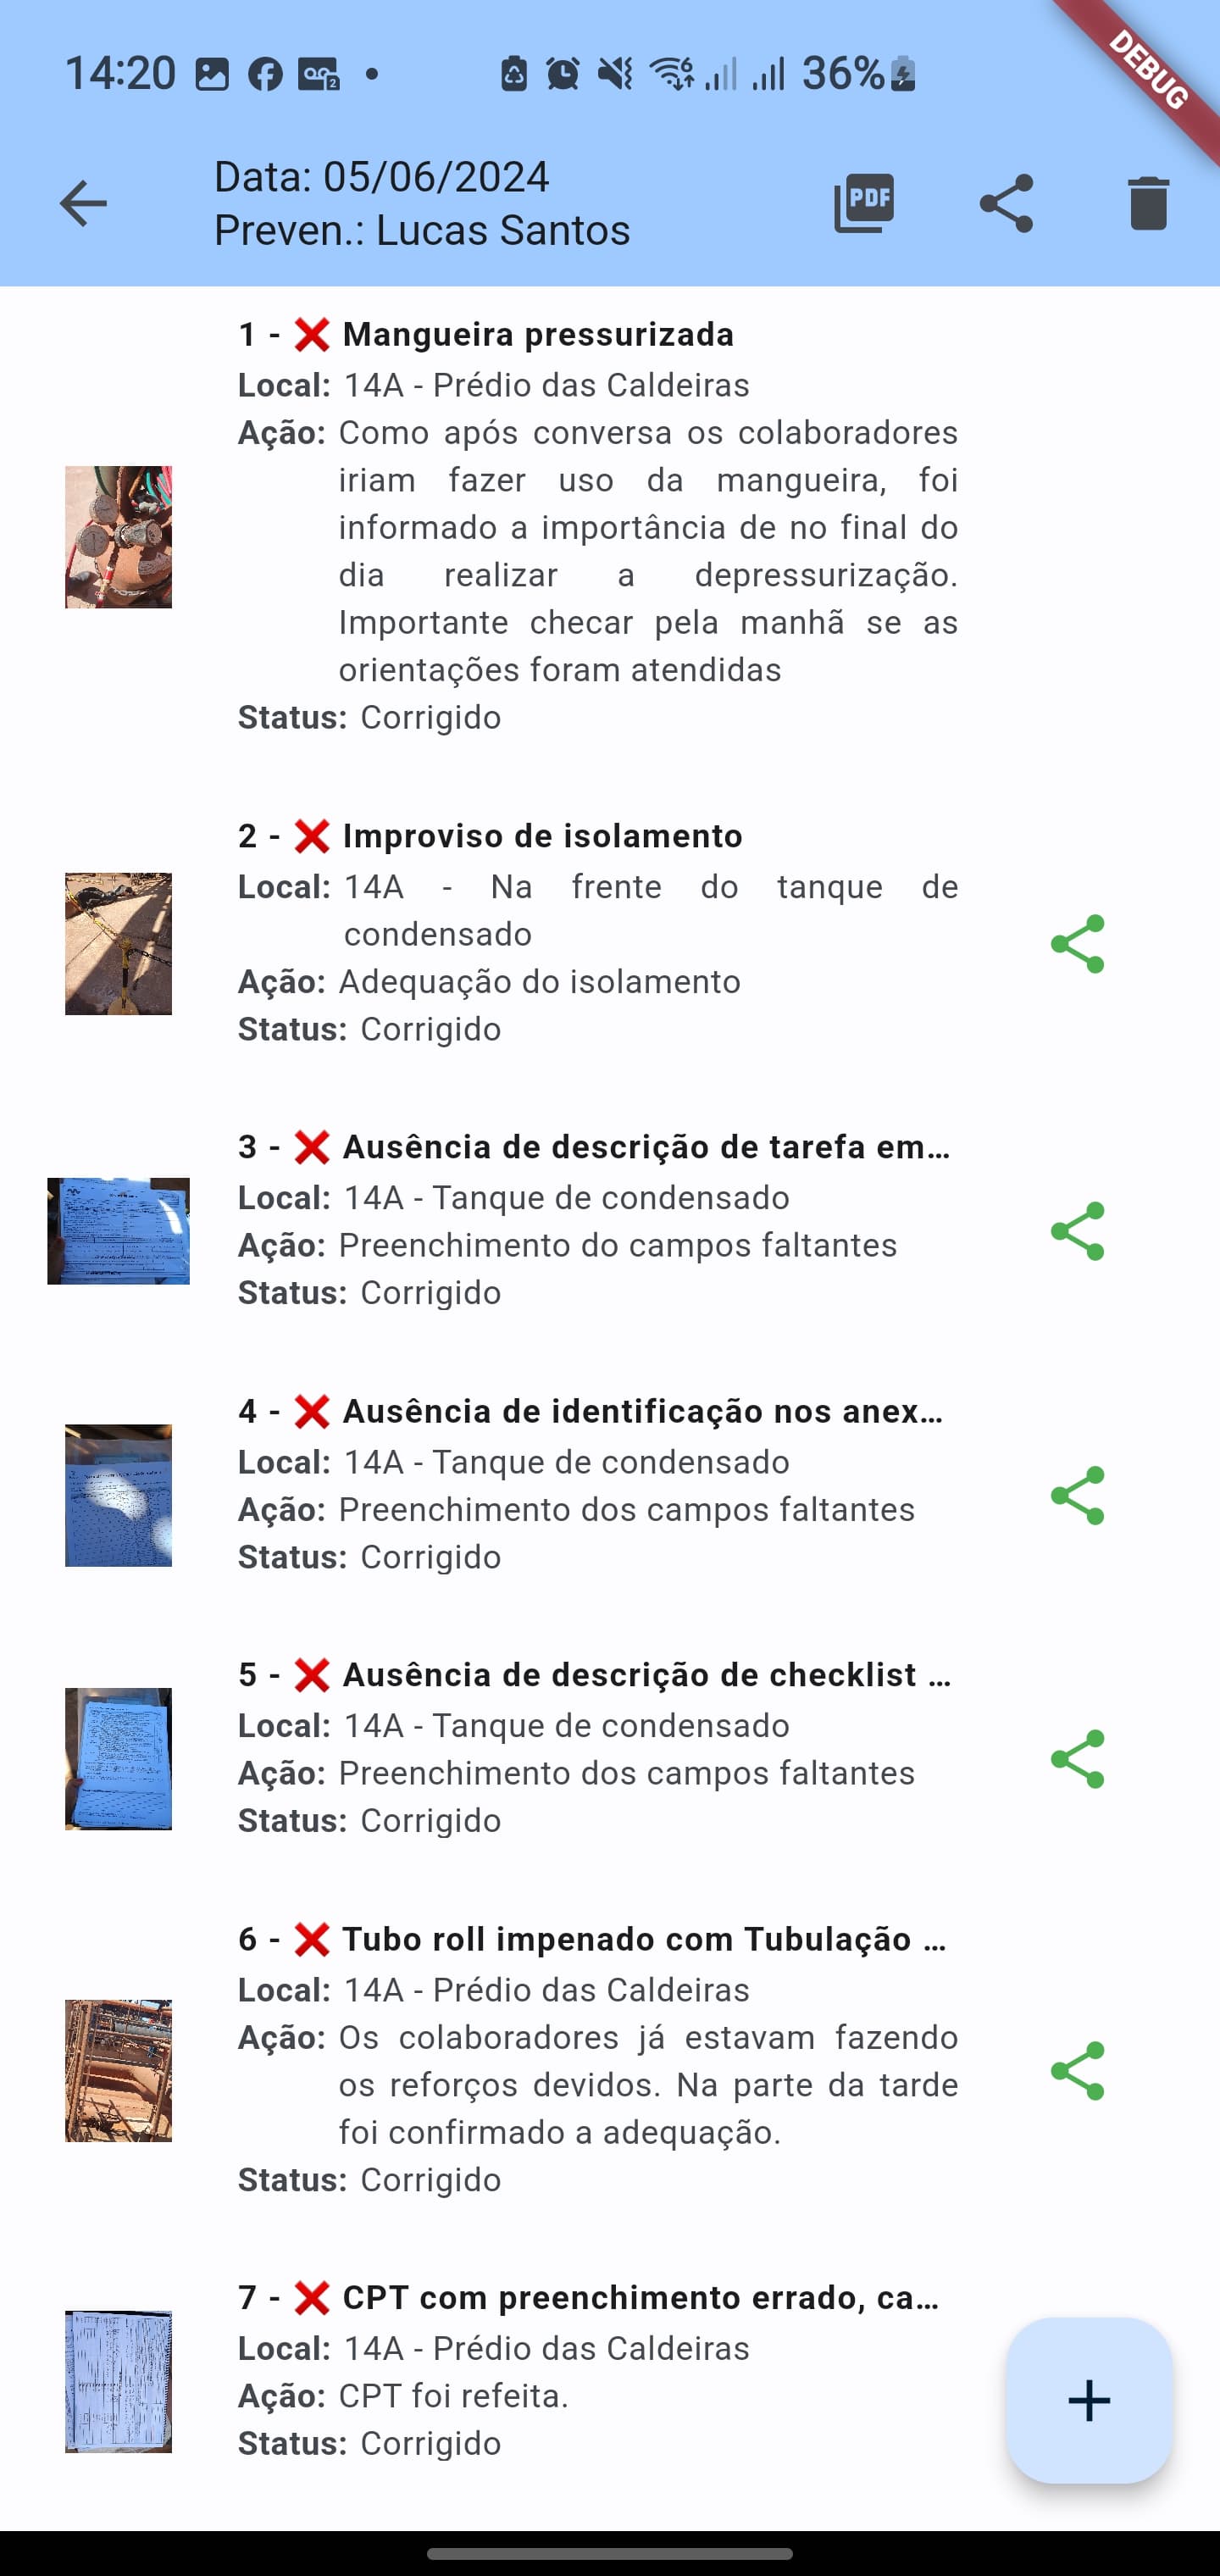 14:20
36%
DEBUG
Data: 05/06/2024
Preven.: Lucas Santos
PDF
1 - ❌ Mangueira pressurizada
Local: 14A - Prédio das Caldeiras
Ação: Como após conversa os colaboradores
iriam fazer uso da mangueira, foi
informado a importância de no final do
dia realizar a depressurização.
Importante checar pela manhã se as
orientações foram atendidas
Status: Corrigido
2 - ❌ Improviso de isolamento
Local: 14A - Na frente do tanque de
condensado
Ação: Adequação do isolamento
Status: Corrigido
3 - ❌ Ausência de descrição de tarefa em...
Local: 14A - Tanque de condensado
Ação: Preenchimento do campos faltantes
Status: Corrigido
4 - ❌ Ausência de identificação nos anex...
Local: 14A - Tanque de condensado
Ação: Preenchimento dos campos faltantes
Status: Corrigido
5 - ❌ Ausência de descrição de checklist ...
Local: 14A - Tanque de condensado
Ação: Preenchimento dos campos faltantes
Status: Corrigido
6 - ❌ Tubo roll impenado com Tubulação ...
Local: 14A - Prédio das Caldeiras
Ação: Os colaboradores já estavam fazendo
os reforços devidos. Na parte da tarde
foi confirmado a adequação.
Status: Corrigido
7 - ❌ CPT com preenchimento errado, ca...
Local: 14A - Prédio das Caldeiras
Ação: CPT foi refeita.
Status: Corrigido